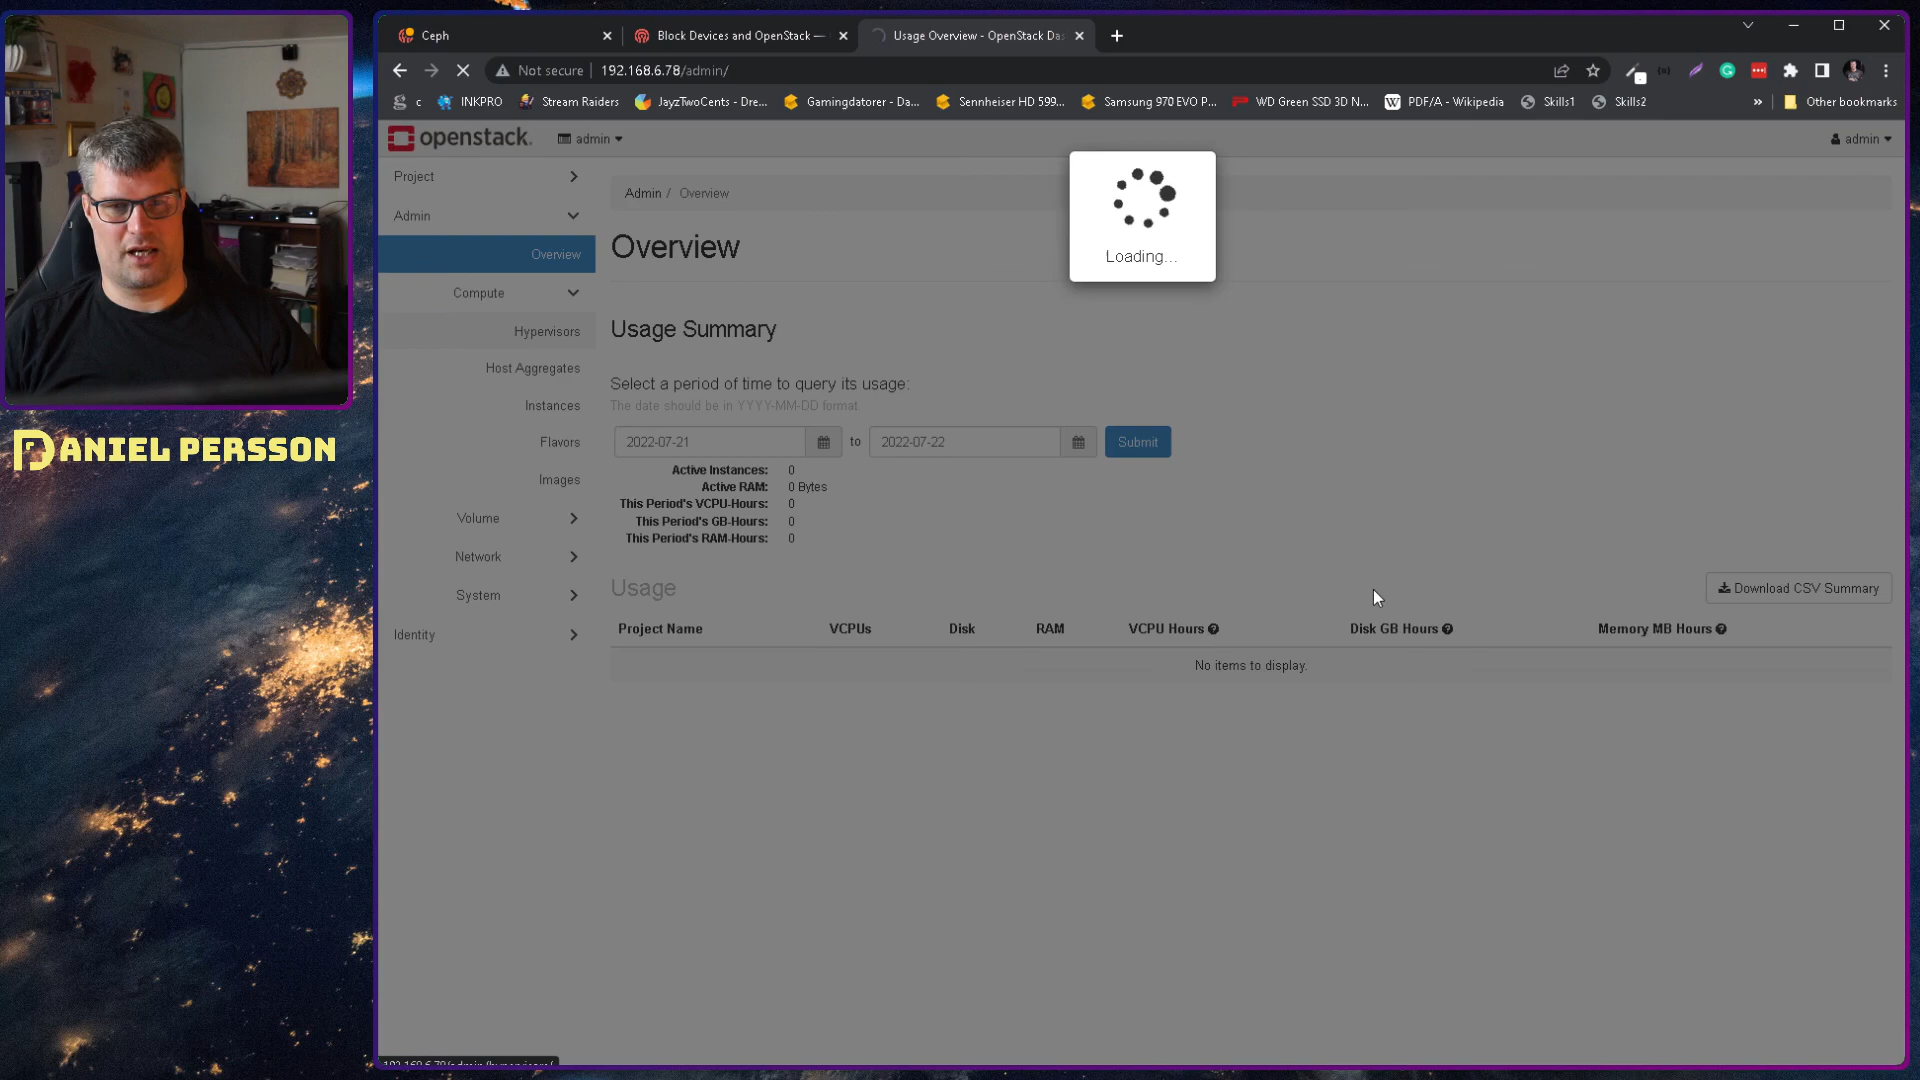 Ceph
Block Devices and OpenStack —
Usage Overview - OpenStack Da
Not secure
192.168.6.78/admin/
c
INKPRO
Stream Raiders
JayzTwoCents - Dre...
Gamingdatorer - Da...
Sennheiser HD 599...
Samsung 970 EVO P...
WD Green SSD 3D N...
PDF/A - Wikipedia
Skills1
Skills2
»
Other bookmarks
openstack.
admin
admin
Project
Admin
Overview
Compute
Hypervisors
Host Aggregates
Instances
Flavors
Images
Volume
Network
System
Identity
Admin / Overview
Overview
Loading...
Usage Summary
Select a period of time to query its usage:
The date should be in YYYY-MM-DD format.
2022-07-21 to 2022-07-22 Submit
Active Instances: 0
Active RAM: 0 Bytes
This Period's VCPU-Hours: 0
This Period's GB-Hours: 0
This Period's RAM-Hours: 0
Usage
Download CSV Summary
Project Name VCPUs Disk RAM VCPU Hours Disk GB Hours Memory MB Hours
No items to display.
DANIEL PERSSON